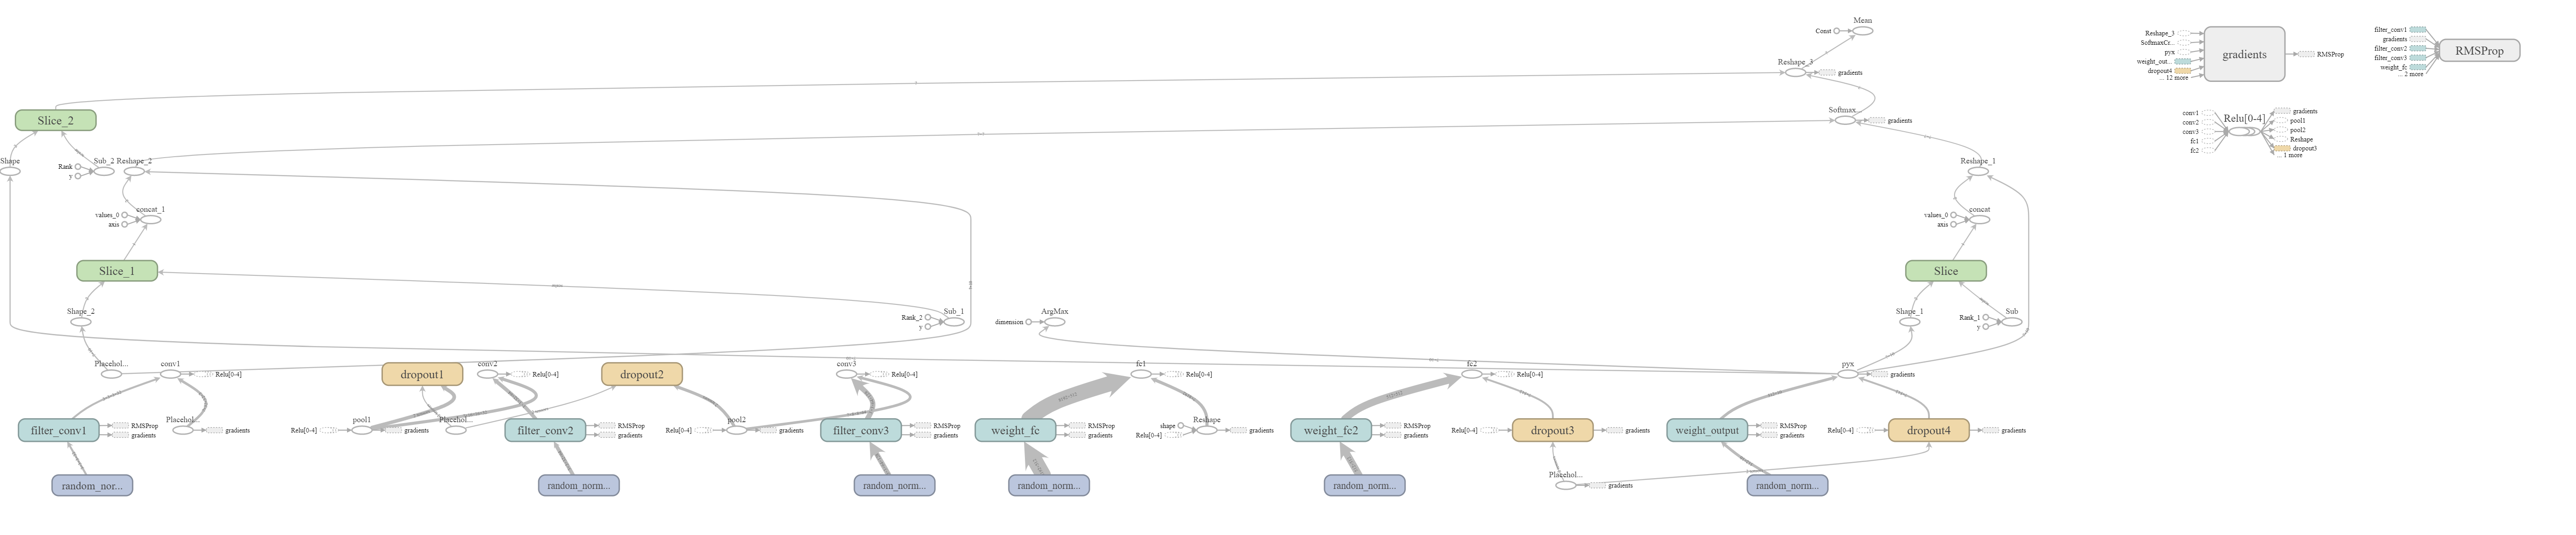 Mean
Const
Reshape_3
gradients
Slice_2
Softmax...
gradients
Shape
Rank
y
Sub_2
Reshape_2
Reshape_1
values_0
axis
concat_1
values_0
axis
concat
Slice_1
Slice
Shape_2
Rank_2
y
Sub_1
dimension
ArgMax
Shape_1
Rank_1
y
Sub
Placehol...
conv1
Relu[0-4]
dropout1
conv2
Relu[0-4]
dropout2
conv3
Relu[0-4]
fc1
Relu[0-4]
fc2
Relu[0-4]
pyx
gradients
filter_conv1
RMSProp
gradients
Placehol...
gradients
Relu[0-4]
pool1
gradients
Placehol...
filter_conv2
RMSProp
gradients
Relu[0-4]
pool2
gradients
filter_conv3
RMSProp
gradients
weight_fc
RMSProp
gradients
shape
Relu[0-4]
Reshape
gradients
weight_fc2
RMSProp
gradients
Relu[0-4]
dropout3
gradients
weight_output
RMSProp
gradients
Relu[0-4]
dropout4
gradients
random_nor...
random_norm...
random_norm...
random_norm...
random_norm...
Placehol...
gradients
random_norm...
Reshape_3
SoftmaxCr...
pyx
weight_out...
dropout4
... 12 more
gradients
RMSProp
filter_conv1
gradients
filter_conv2
filter_conv3
weight_fc
... 2 more
RMSProp
conv1
conv2
conv3
fc1
fc2
Relu[0-4]
gradients
pool1
pool2
Reshape
dropout3
... 1 more